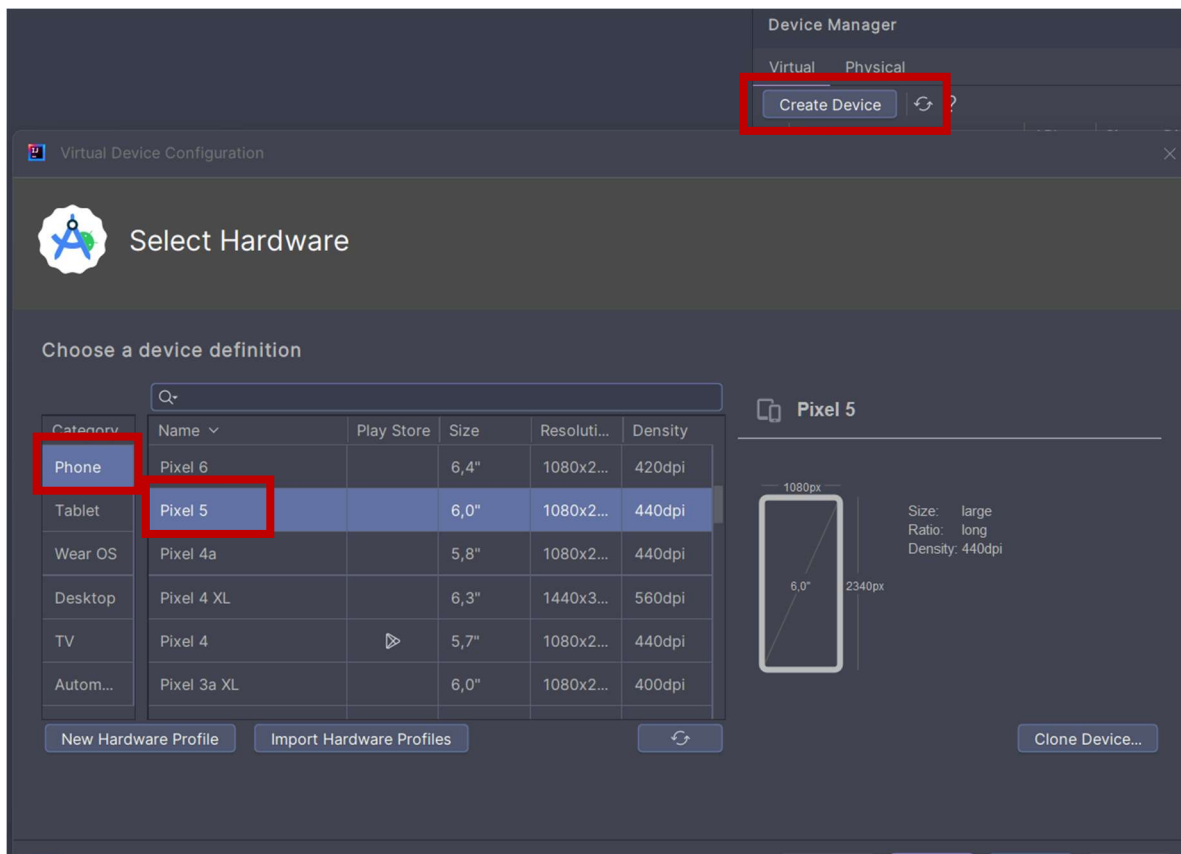 Device Manager
Virtual Physical
Create Device ?
Virtual Device Configuration
Select Hardware
Choose a device definition
Category Name Play Store Size Resoluti... Density
Phone Pixel 6 6,4" 1080x2... 420dpi
Tablet Pixel 5 6,0" 1080x2... 440dpi
Wear OS Pixel 4a 5,8" 1080x2... 440dpi
Desktop Pixel 4 XL 6,3" 1440x3... 560dpi
TV Pixel 4 5,7" 1080x2... 440dpi
Autom... Pixel 3a XL 6,0" 1080x2... 400dpi
New Hardware Profile Import Hardware Profiles
Pixel 5
1080px
6,0" 2340px
Size: large
Ratio: long
Density: 440dpi
Clone Device...